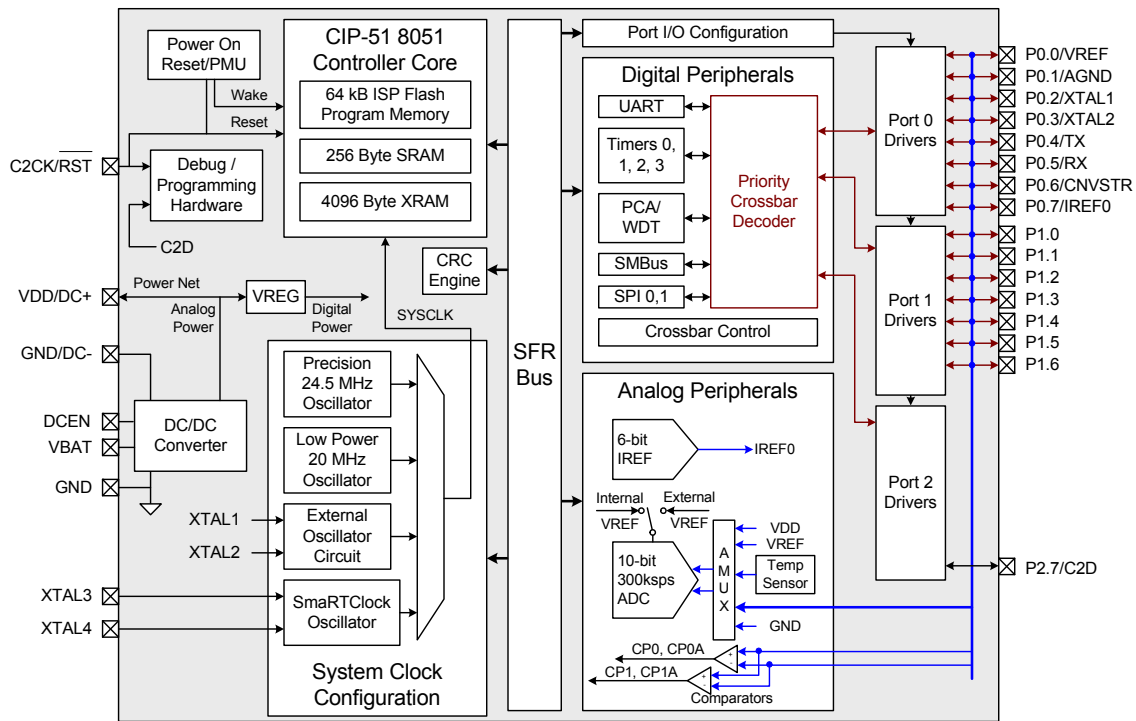 Power On
Reset/PMU
Wake
Reset
C2CK/RST
Debug /
Programming
Hardware
C2D
CIP-51 8051
Controller Core
64 kB ISP Flash
Program Memory
256 Byte SRAM
4096 Byte XRAM
CRC
Engine
VDD/DC+
Power Net
Analog
Power
VREG
Digital
Power
SYSCLK
GND/DC-
DCEN
VBAT
GND
DC/DC
Converter
Precision
24.5 MHz
Oscillator
Low Power
20 MHz
Oscillator
XTAL1
XTAL2
External
Oscillator
Circuit
XTAL3
XTAL4
SmaRTClock
Oscillator
System Clock
Configuration
SFR
Bus
Port I/O Configuration
Digital Peripherals
UART
Timers 0,
1, 2, 3
PCA/
WDT
SMBus
SPI 0,1
Priority
Crossbar
Decoder
Crossbar Control
Analog Peripherals
6-bit
IREF
IREF0
Internal
VREF
External
VREF
10-bit
300ksps
ADC
A
M
U
X
VDD
VREF
Temp
Sensor
GND
CP0, CP0A
+
-
CP1, CP1A
+
-
Comparators
Port 0
Drivers
Port 1
Drivers
Port 2
Drivers
P0.0/VREF
P0.1/AGND
P0.2/XTAL1
P0.3/XTAL2
P0.4/TX
P0.5/RX
P0.6/CNVSTR
P0.7/IREF0
P1.0
P1.1
P1.2
P1.3
P1.4
P1.5
P1.6
P2.7/C2D